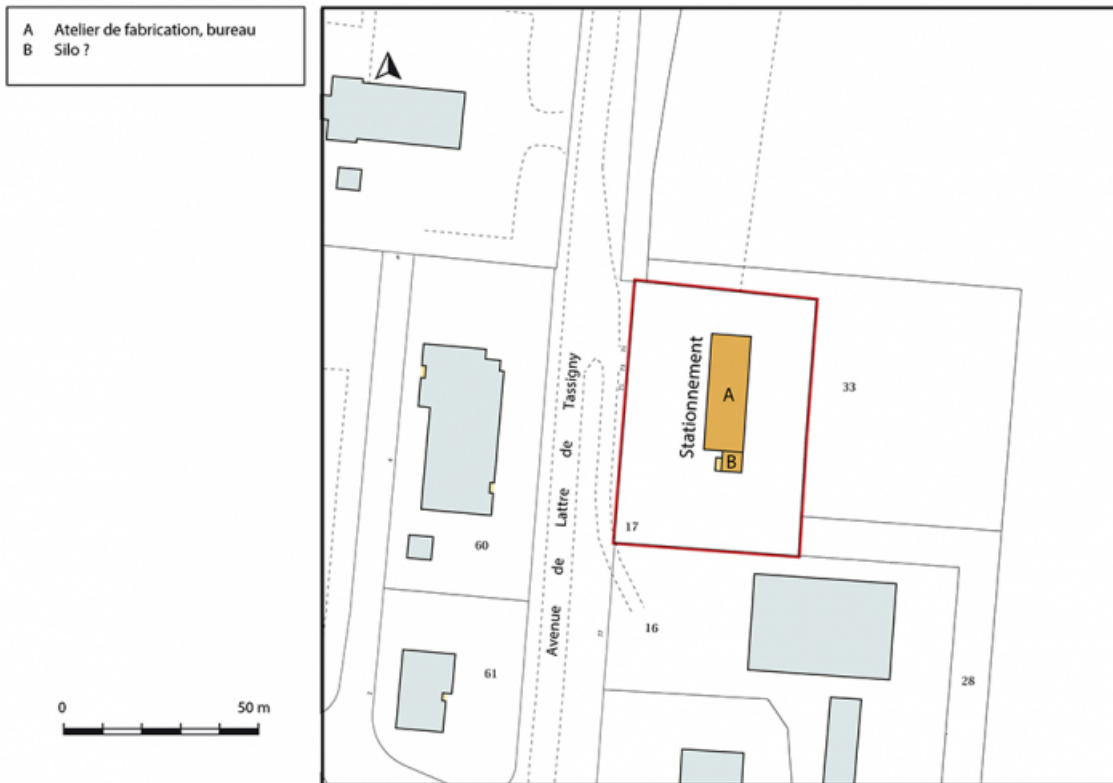 A Atelier de fabrication, bureau
B Silo ?
Avenue de Lattre de Tassigny
Stationnement
A
B
33
17
60
16
61
28
0 50 m